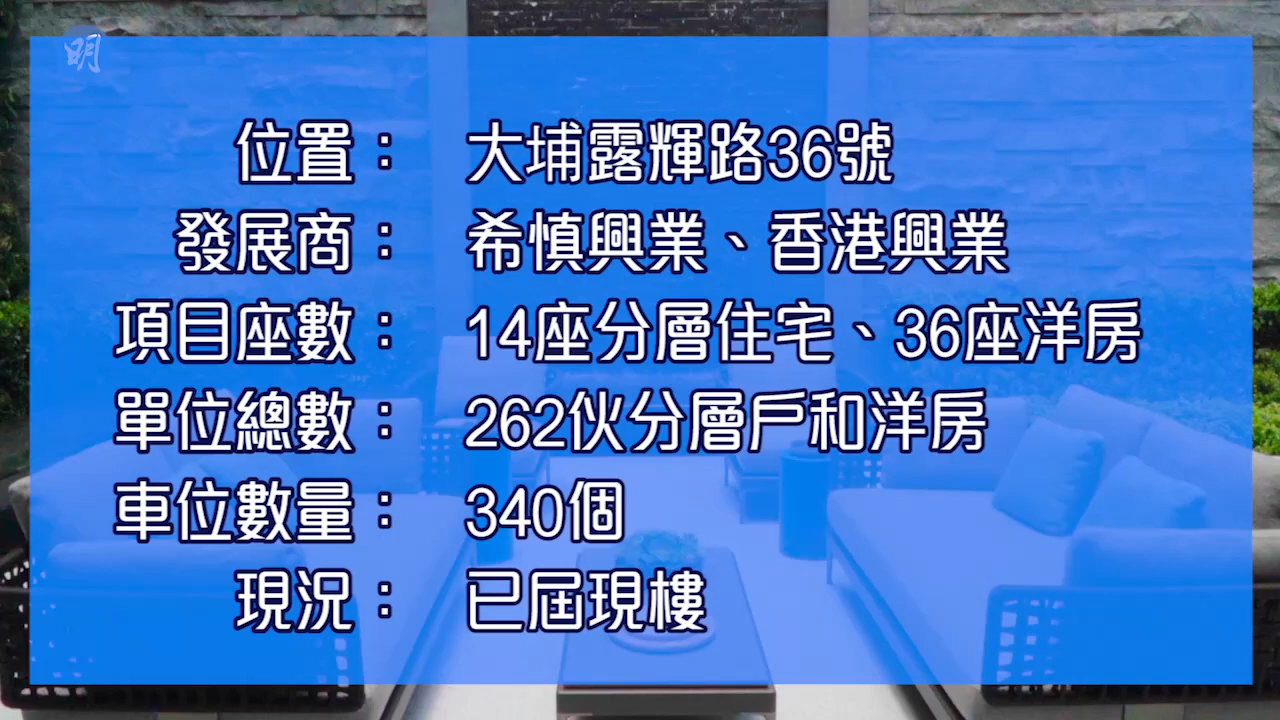 明
位置： 大埔露輝路36號
發展商： 希慎興業、香港興業
項目座數： 14座分層住宅、36座洋房
單位總數： 262伙分層戶和洋房
車位數量： 340個
現況： 已屆現樓